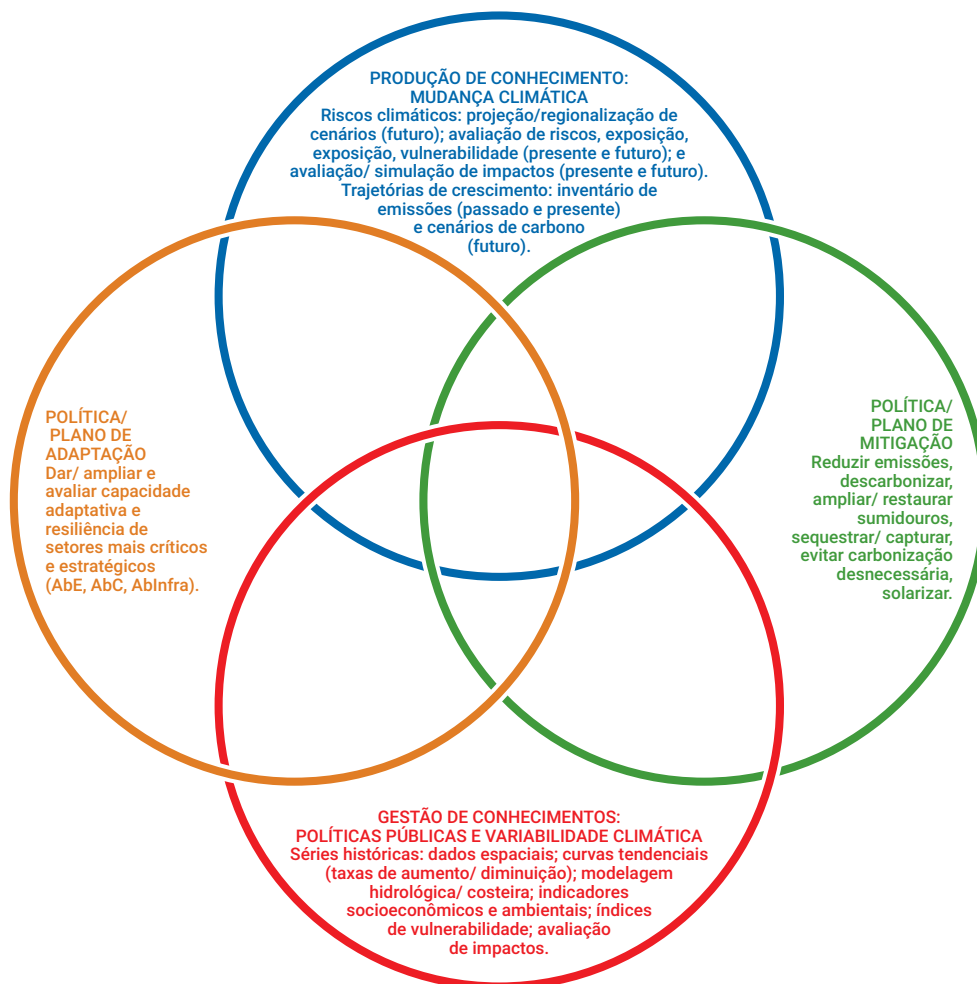 PRODUÇÃO DE CONHECIMENTO:
MUDANÇA CLIMÁTICA
Riscos climáticos: projeção/regionalização de
cenários (futuro); avaliação de riscos, exposição,
exposição, vulnerabilidade (presente e futuro); e
avaliação/ simulação de impactos (presente e futuro).
Trajetórias de crescimento: inventário de
emissões (passado e presente)
e cenários de carbono
(futuro).
POLÍTICA/
PLANO DE
ADAPTAÇÃO
Dar/ ampliar e
avaliar capacidade
adaptativa e
resiliência de
setores mais críticos
e estratégicos
(AbE, AbC, AbInfra).
POLÍTICA/
PLANO DE
MITIGAÇÃO
Reduzir emissões,
descarbonizar,
ampliar/ restaurar
sumidouros,
sequestrar/ capturar,
evitar carbonização
desnecessária,
solarizar.
GESTÃO DE CONHECIMENTOS:
POLÍTICAS PÚBLICAS E VARIABILIDADE CLIMÁTICA
Séries históricas: dados espaciais; curvas tendenciais
(taxas de aumento/ diminuição); modelagem
hidrológica/ costeira; indicadores
socioeconômicos e ambientais; índices
de vulnerabilidade; avaliação
de impactos.